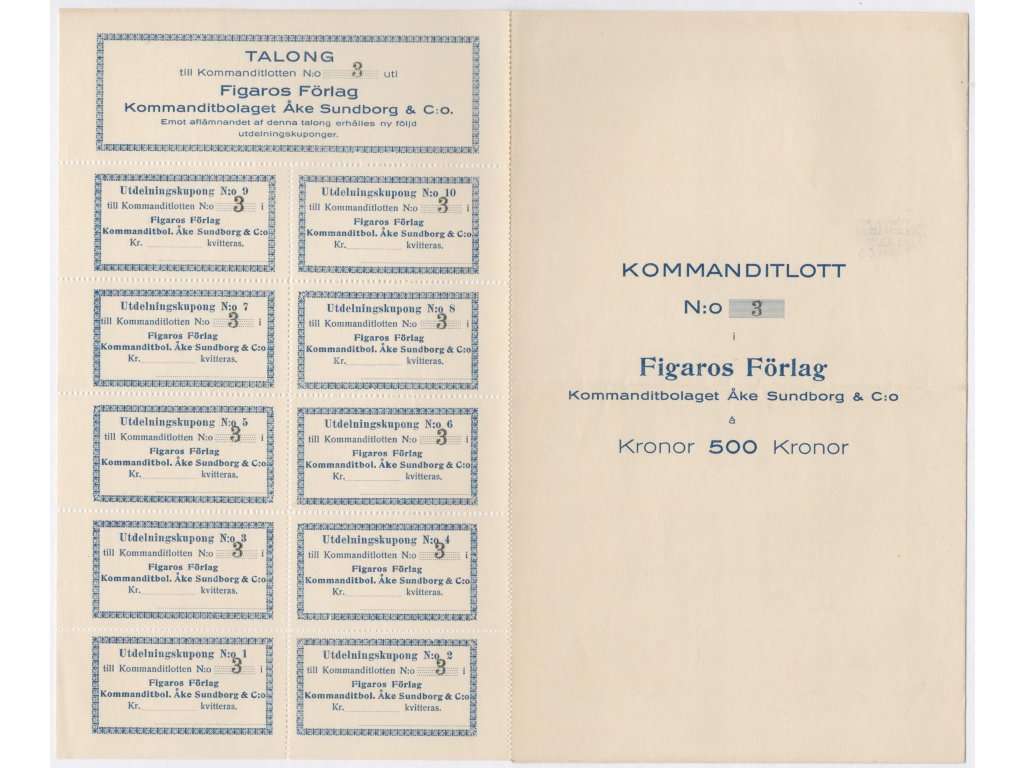 TALONG
till Kommanditlotten N:o 3 uti
Figaros Förlag
Kommanditbolaget Åke Sundborg & C:o.
Emot aflämnandet af denna talong erhålles ny följd
utdelningskuponger.
Utdelningskupong N:o 9
till Kommanditlotten N:o 3 i
Figaros Förlag
Kommanditbol. Åke Sundborg & C:o
Kr. kvitteras.
Utdelningskupong N:o 10
till Kommanditlotten N:o 3 i
Figaros Förlag
Kommanditbol. Åke Sundborg & C:o
Kr. kvitteras.
Utdelningskupong N:o 7
till Kommanditlotten N:o 3 i
Figaros Förlag
Kommanditbol. Åke Sundborg & C:o
Kr. kvitteras.
Utdelningskupong N:o 8
till Kommanditlotten N:o 3 i
Figaros Förlag
Kommanditbol. Åke Sundborg & C:o
Kr. kvitteras.
Utdelningskupong N:o 5
till Kommanditlotten N:o 3 i
Figaros Förlag
Kommanditbol. Åke Sundborg & C:o
Kr. kvitteras.
Utdelningskupong N:o 6
till Kommanditlotten N:o 3 i
Figaros Förlag
Kommanditbol. Åke Sundborg & C:o
Kr. kvitteras.
Utdelningskupong N:o 3
till Kommanditlotten N:o 3 i
Figaros Förlag
Kommanditbol. Åke Sundborg & C:o
Kr. kvitteras.
Utdelningskupong N:o 4
till Kommanditlotten N:o 3 i
Figaros Förlag
Kommanditbol. Åke Sundborg & C:o
Kr. kvitteras.
Utdelningskupong N:o 1
till Kommanditlotten N:o 3 i
Figaros Förlag
Kommanditbol. Åke Sundborg & C:o
Kr. kvitteras.
Utdelningskupong N:o 2
till Kommanditlotten N:o 3 i
Figaros Förlag
Kommanditbol. Åke Sundborg & C:o
Kr. kvitteras.
KOMMANDITLOTT
N:o 3
i
Figaros Förlag
Kommanditbolaget Åke Sundborg & C:o
à
Kronor 500 Kronor